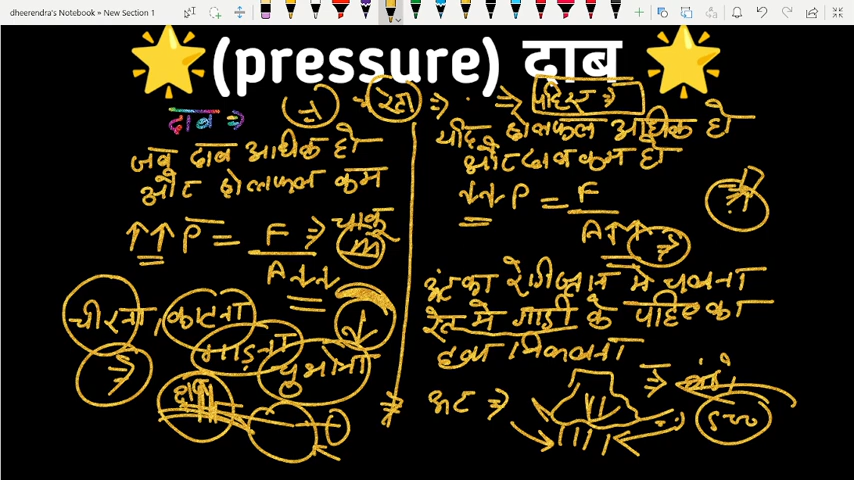 dheerendra's Notebook » New Section 1
(pressure) दाब
दाब ⇒
जब दाब अधिक हो
और क्षेत्रफल कम
↑↑ P = F/A↓↓ ⇒ चाकू
चीरना, काटना
गाड़ना
चुभोना
दाब
पहिए ⇒
यदि क्षेत्रफल अधिक हो
और दाब कम हो
↓↓ P = F/A↑↑ ⇒
ऊंट का रेगिस्तान में चलना
रेत में गाड़ी के पहिए का
हवा निकालना